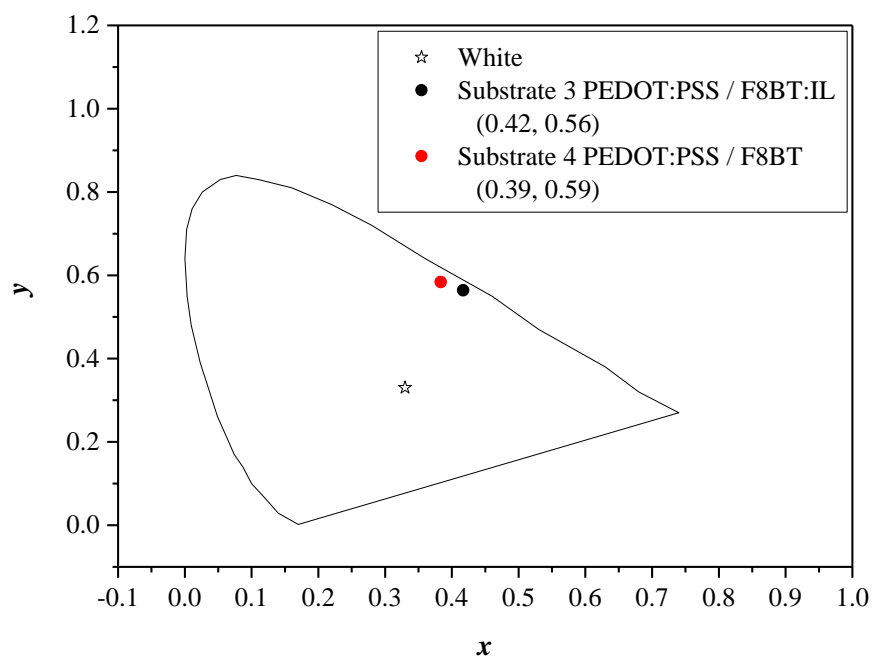 1.2
1.0
0.8
0.6
0.4
0.2
0.0
y
White
Substrate 3 PEDOT:PSS / F8BT:IL
(0.42, 0.56)
Substrate 4 PEDOT:PSS / F8BT
(0.39, 0.59)
-0.1 0.0 0.1 0.2 0.3 0.4 0.5 0.6 0.7 0.8 0.9 1.0
x